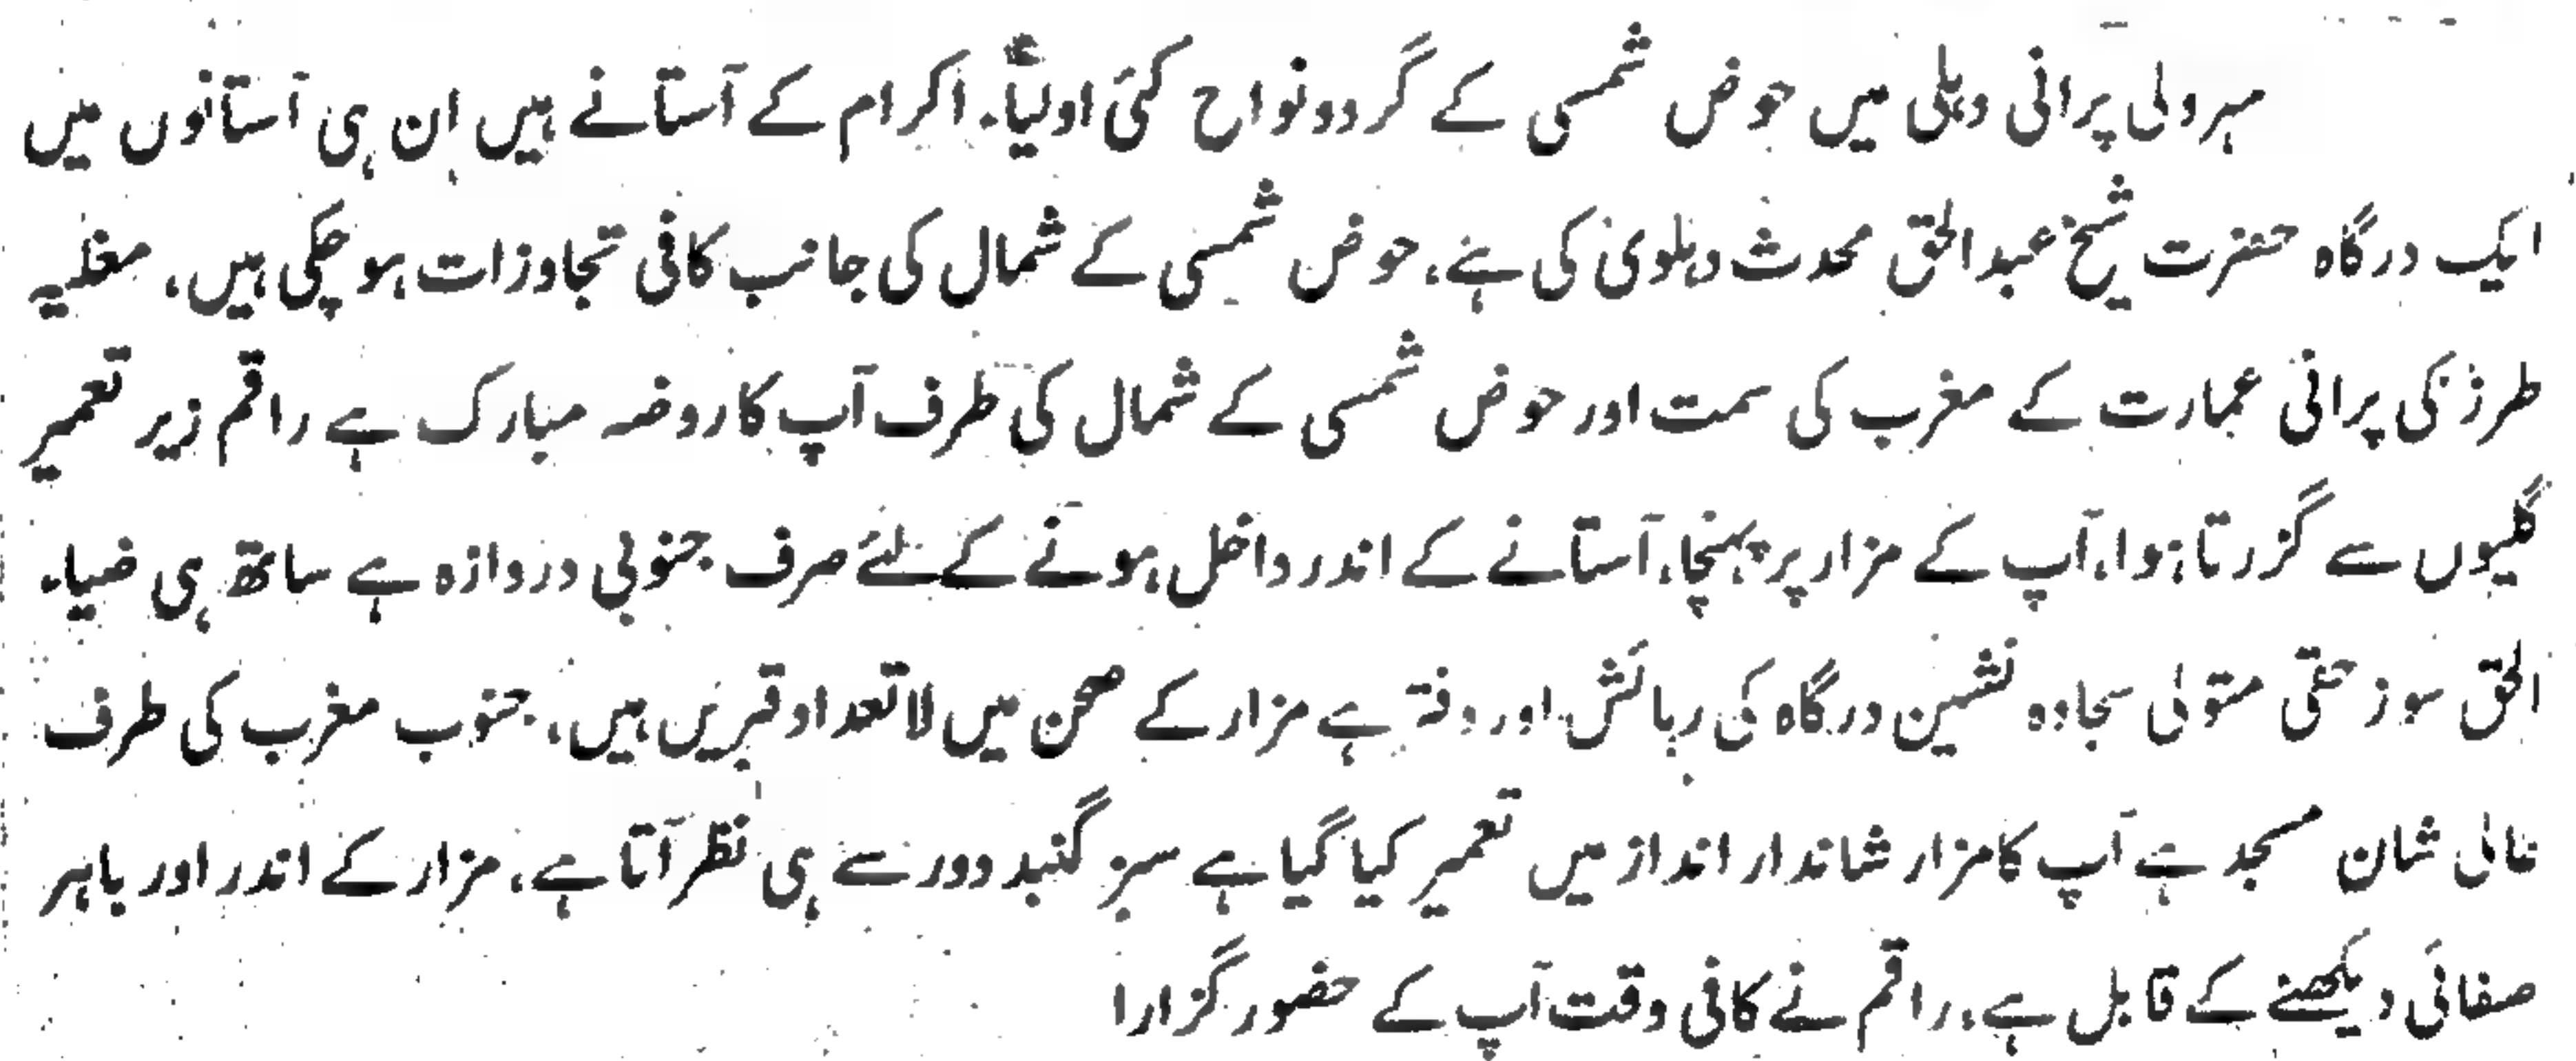 مہرولی پرانی دہلی میں حوض شمسی کے گردونواح کئی اولیاؒ۔ اکرام کے آستانے ہیں ان ہی آستانوں میں
ایک درگاہ حضرت شیخ عبدالحق محدث دہلوی کی ہے، حوض شمسی کے شمال کی جانب کافی تجاوزات ہو چکی ہیں، مغلیہ
طرز کی پرانی عمارت کے مغرب کی سمت اور حوض شمسی کے شمال کی طرف آپ کا روضہ مبارک ہے راقم زیر تعمیر
گلیوں سے گزرتا ہوا، آپ کے مزار پر پہنچا، آستانے کے اندر داخل ہونے کے لئے صرف جنوبی دروازہ ہے ساتھ ہی ضیاء
الحق سوز حقی متولی سجادہ نشین درگاہ کی رہائش اور دفتر ہے مزار کے صحن میں لاتعداد قبریں ہیں، جنوب مغرب کی طرف
عالی شان مسجد ہے آپ کا مزار شاندار انداز میں تعمیر کیا گیا ہے سبز گنبد دور سے ہی نظر آتا ہے، مزار کے اندر اور باہر
صفائی دیکھنے کے قابل ہے، راقم نے کافی وقت آپ کے حضور گزارا